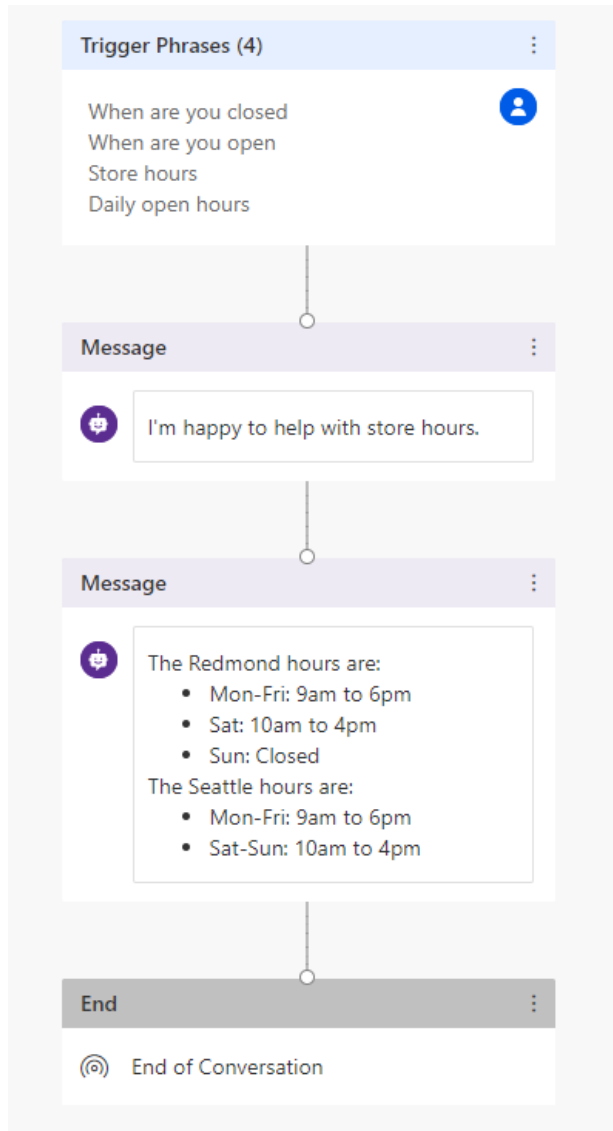 Trigger Phrases (4)
When are you closed
When are you open
Store hours
Daily open hours
Message
I'm happy to help with store hours.
Message
The Redmond hours are:
• Mon-Fri: 9am to 6pm
• Sat: 10am to 4pm
• Sun: Closed
The Seattle hours are:
• Mon-Fri: 9am to 6pm
• Sat-Sun: 10am to 4pm
End
End of Conversation